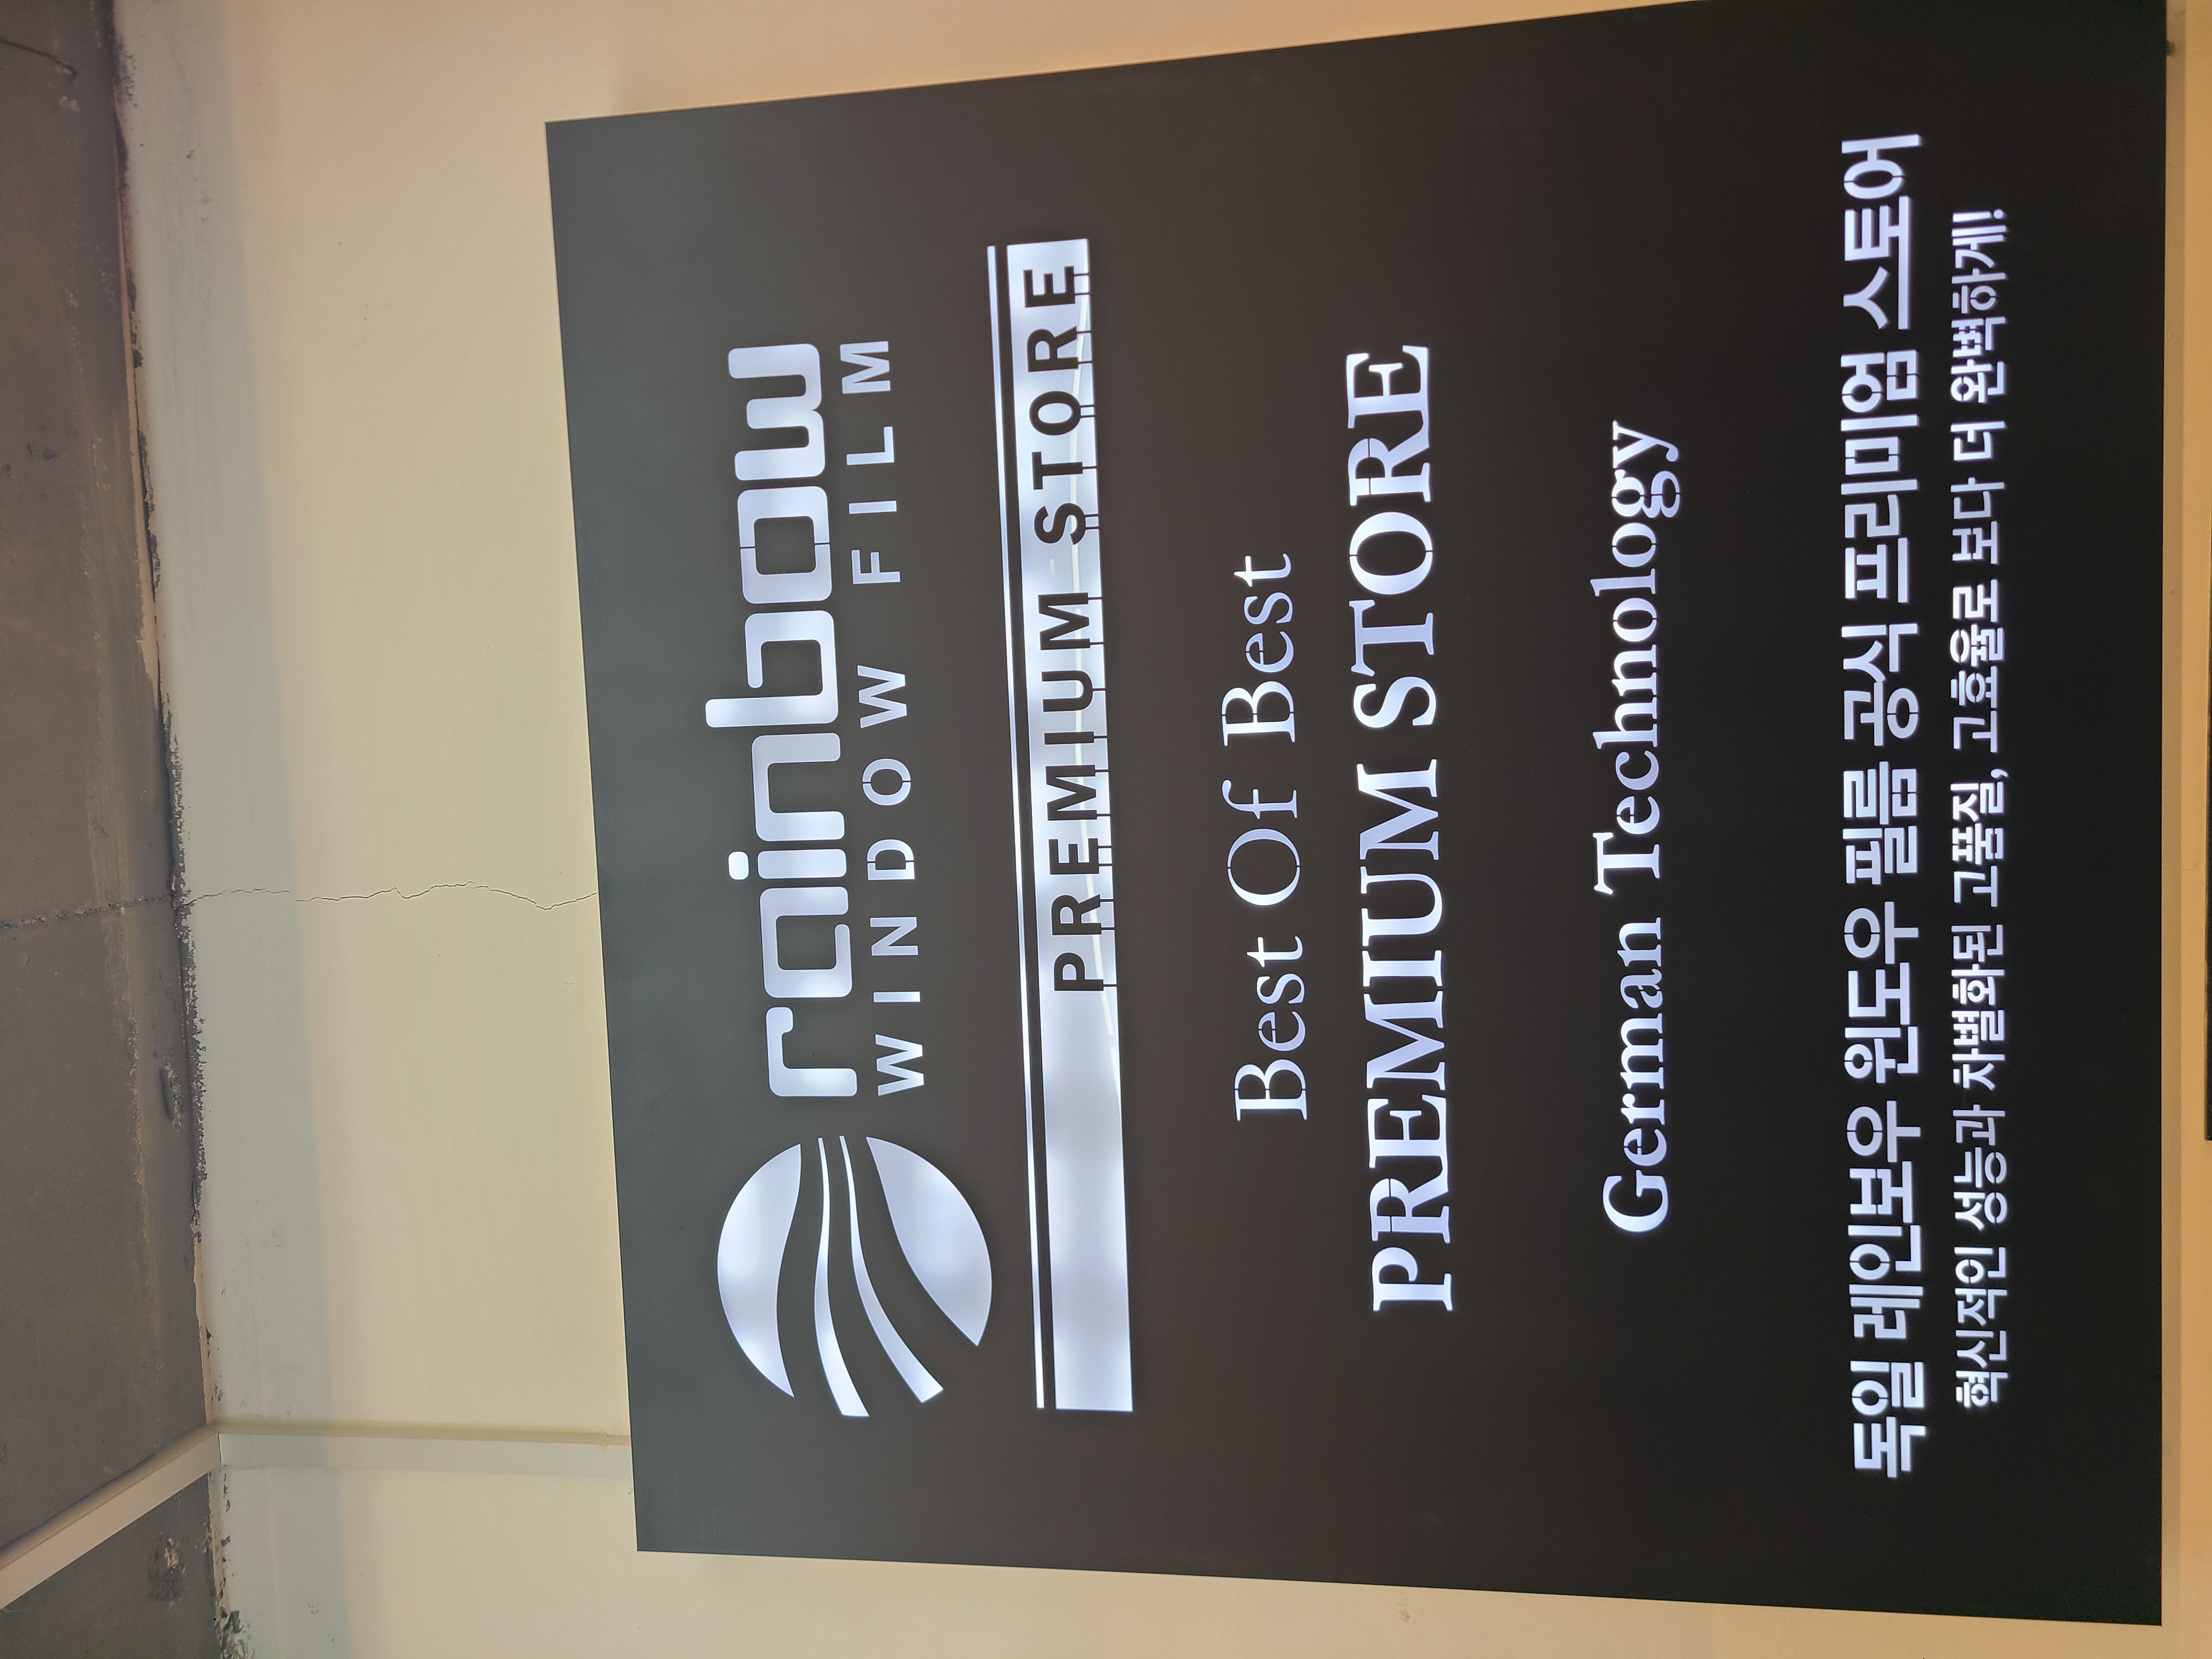 rainbow
WINDOW FILM
PREMIUM STORE
Best Of Best
PREMIUM STORE
German Technology
독일 레인보우 윈도우 필름 공식 프리미엄 스토어
혁신적인 성능과 차별화된 고품질, 고효율로 보다 더 완벽하게!